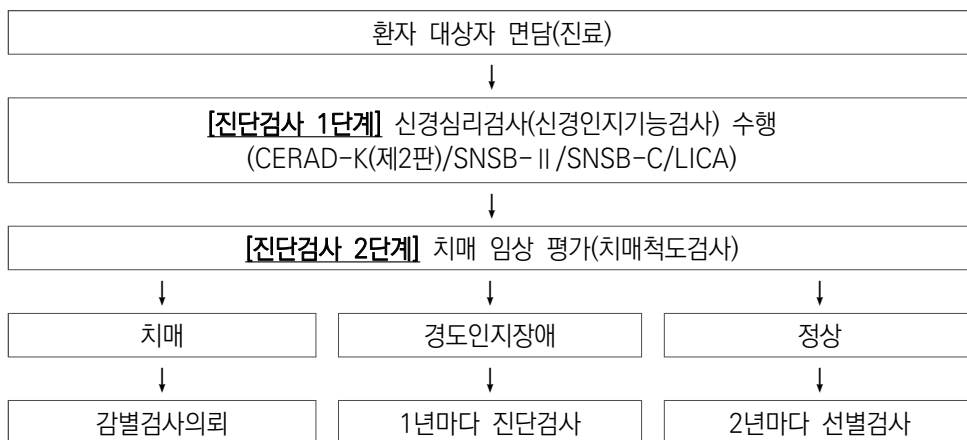 환자 대상자 면담(진료)
↓
[진단검사 1단계] 신경심리검사(신경인지기능검사) 수행
(CERAD-K(제2판)/SNSB-Ⅱ/SNSB-C/LICA)
↓
[진단검사 2단계] 치매 임상 평가(치매척도검사)
↓ ↓ ↓
치매 경도인지장애 정상
↓ ↓ ↓
감별검사의뢰 1년마다 진단검사 2년마다 선별검사